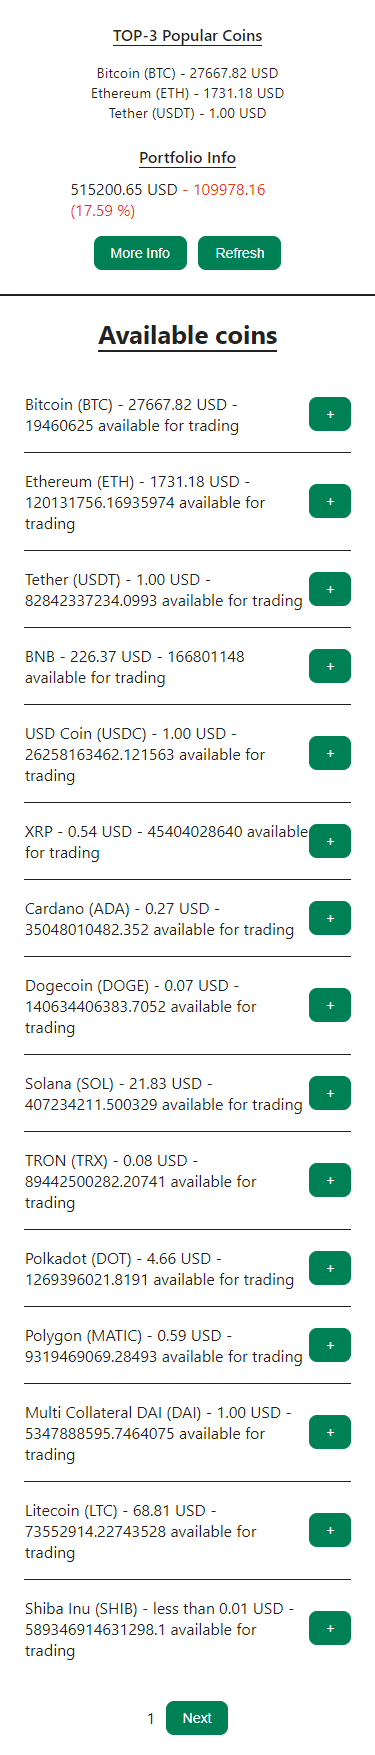 TOP-3 Popular Coins
Bitcoin (BTC) - 27667.82 USD
Ethereum (ETH) - 1731.18 USD
Tether (USDT) - 1.00 USD
Portfolio Info
515200.65 USD - 109978.16
(17.59 %)
More Info Refresh
Available coins
Bitcoin (BTC) - 27667.82 USD -
19460625 available for trading
+
Ethereum (ETH) - 1731.18 USD -
120131756.16935974 available for
trading
+
Tether (USDT) - 1.00 USD -
82842337234.0993 available for trading
+
BNB - 226.37 USD - 166801148
available for trading
+
USD Coin (USDC) - 1.00 USD -
26258163462.121563 available for
trading
+
XRP - 0.54 USD - 45404028640 available
for trading
+
Cardano (ADA) - 0.27 USD -
35048010482.352 available for trading
+
Dogecoin (DOGE) - 0.07 USD -
140634406383.7052 available for
trading
+
Solana (SOL) - 21.83 USD -
407234211.500329 available for trading
+
TRON (TRX) - 0.08 USD -
89442500282.20741 available for
trading
+
Polkadot (DOT) - 4.66 USD -
1269396021.8191 available for trading
+
Polygon (MATIC) - 0.59 USD -
9319469069.28493 available for trading
+
Multi Collateral DAI (DAI) - 1.00 USD -
5347888595.7464075 available for
trading
+
Litecoin (LTC) - 68.81 USD -
73552914.22743528 available for
trading
+
Shiba Inu (SHIB) - less than 0.01 USD -
589346914631298.1 available for
trading
+
1 Next